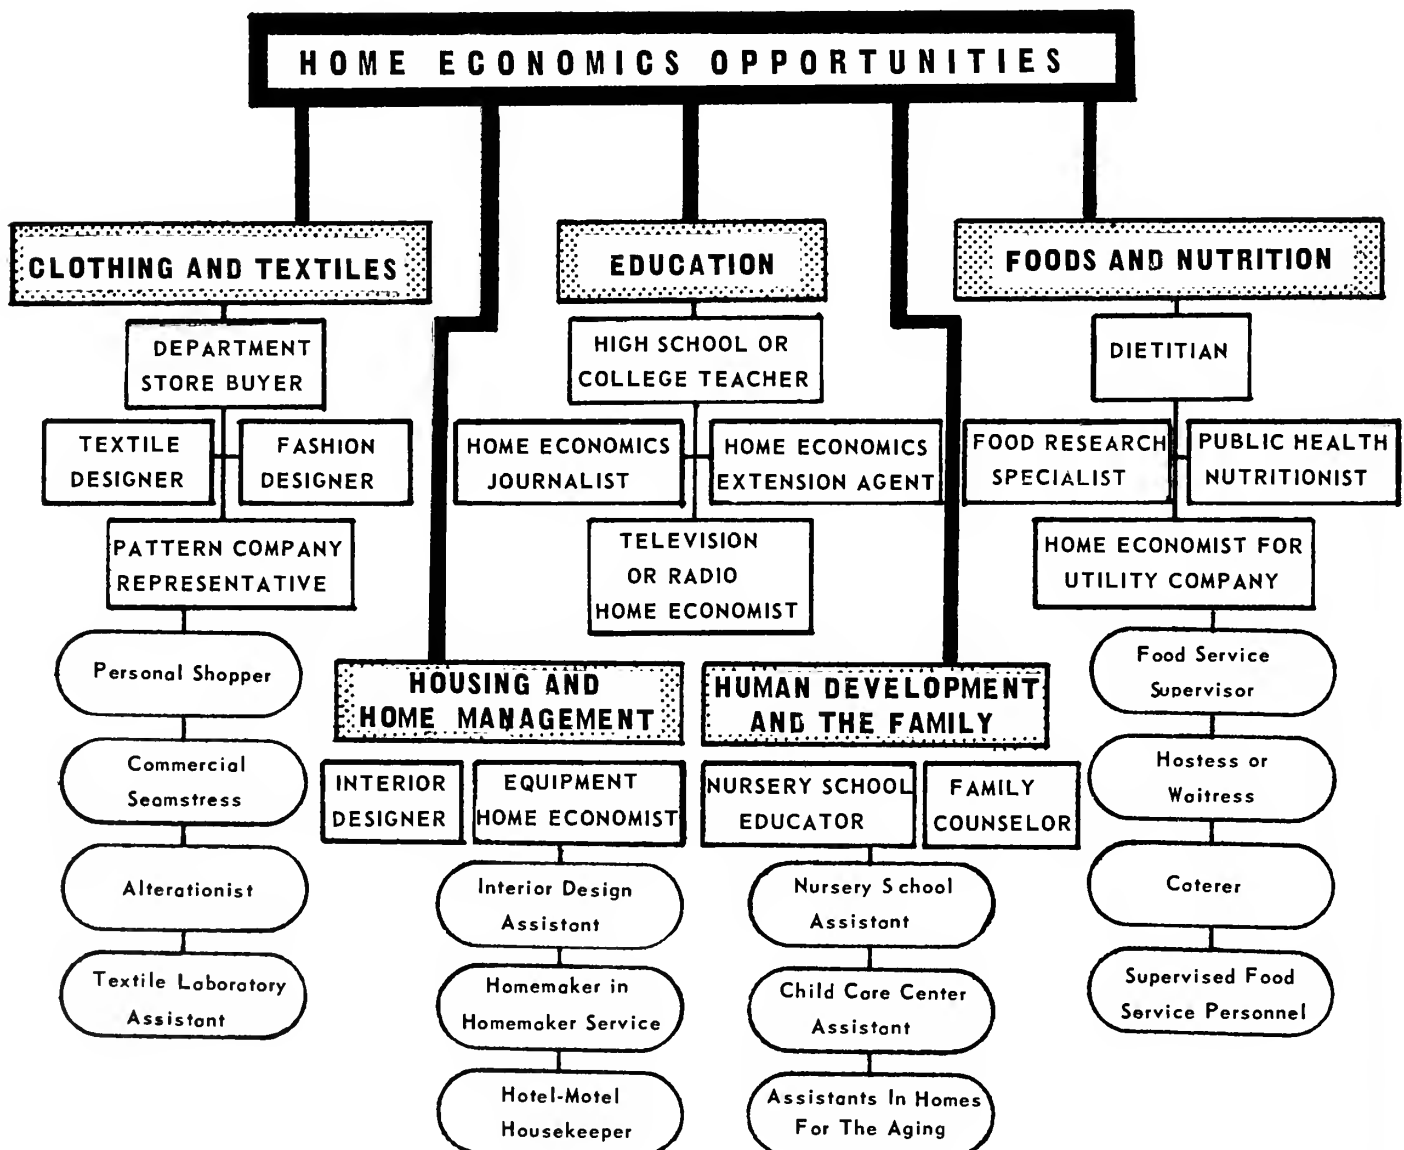 HOME ECONOMICS OPPORTUNITIES
CLOTHING AND TEXTILES
DEPARTMENT
STORE BUYER
TEXTILE
DESIGNER
FASHION
DESIGNER
PATTERN COMPANY
REPRESENTATIVE
Personal Shopper
Commercial
Seamstress
Alterationist
Textile Laboratory
Assistant
HOUSING AND
HOME MANAGEMENT
INTERIOR
DESIGNER
EQUIPMENT
HOME ECONOMIST
Interior Design
Assistant
Homemaker in
Homemaker Service
Hotel-Motel
Housekeeper
EDUCATION
HIGH SCHOOL OR
COLLEGE TEACHER
HOME ECONOMICS
JOURNALIST
HOME ECONOMICS
EXTENSION AGENT
TELEVISION
OR RADIO
HOME ECONOMIST
HUMAN DEVELOPMENT
AND THE FAMILY
NURSERY SCHOOL
EDUCATOR
FAMILY
COUNSELOR
Nursery School
Assistant
Child Care Center
Assistant
Assistants In Homes
For The Aging
FOODS AND NUTRITION
DIETITIAN
FOOD RESEARCH
SPECIALIST
PUBLIC HEALTH
NUTRITIONIST
HOME ECONOMIST FOR
UTILITY COMPANY
Food Service
Supervisor
Hostess or
Waitress
Caterer
Supervised Food
Service Personnel